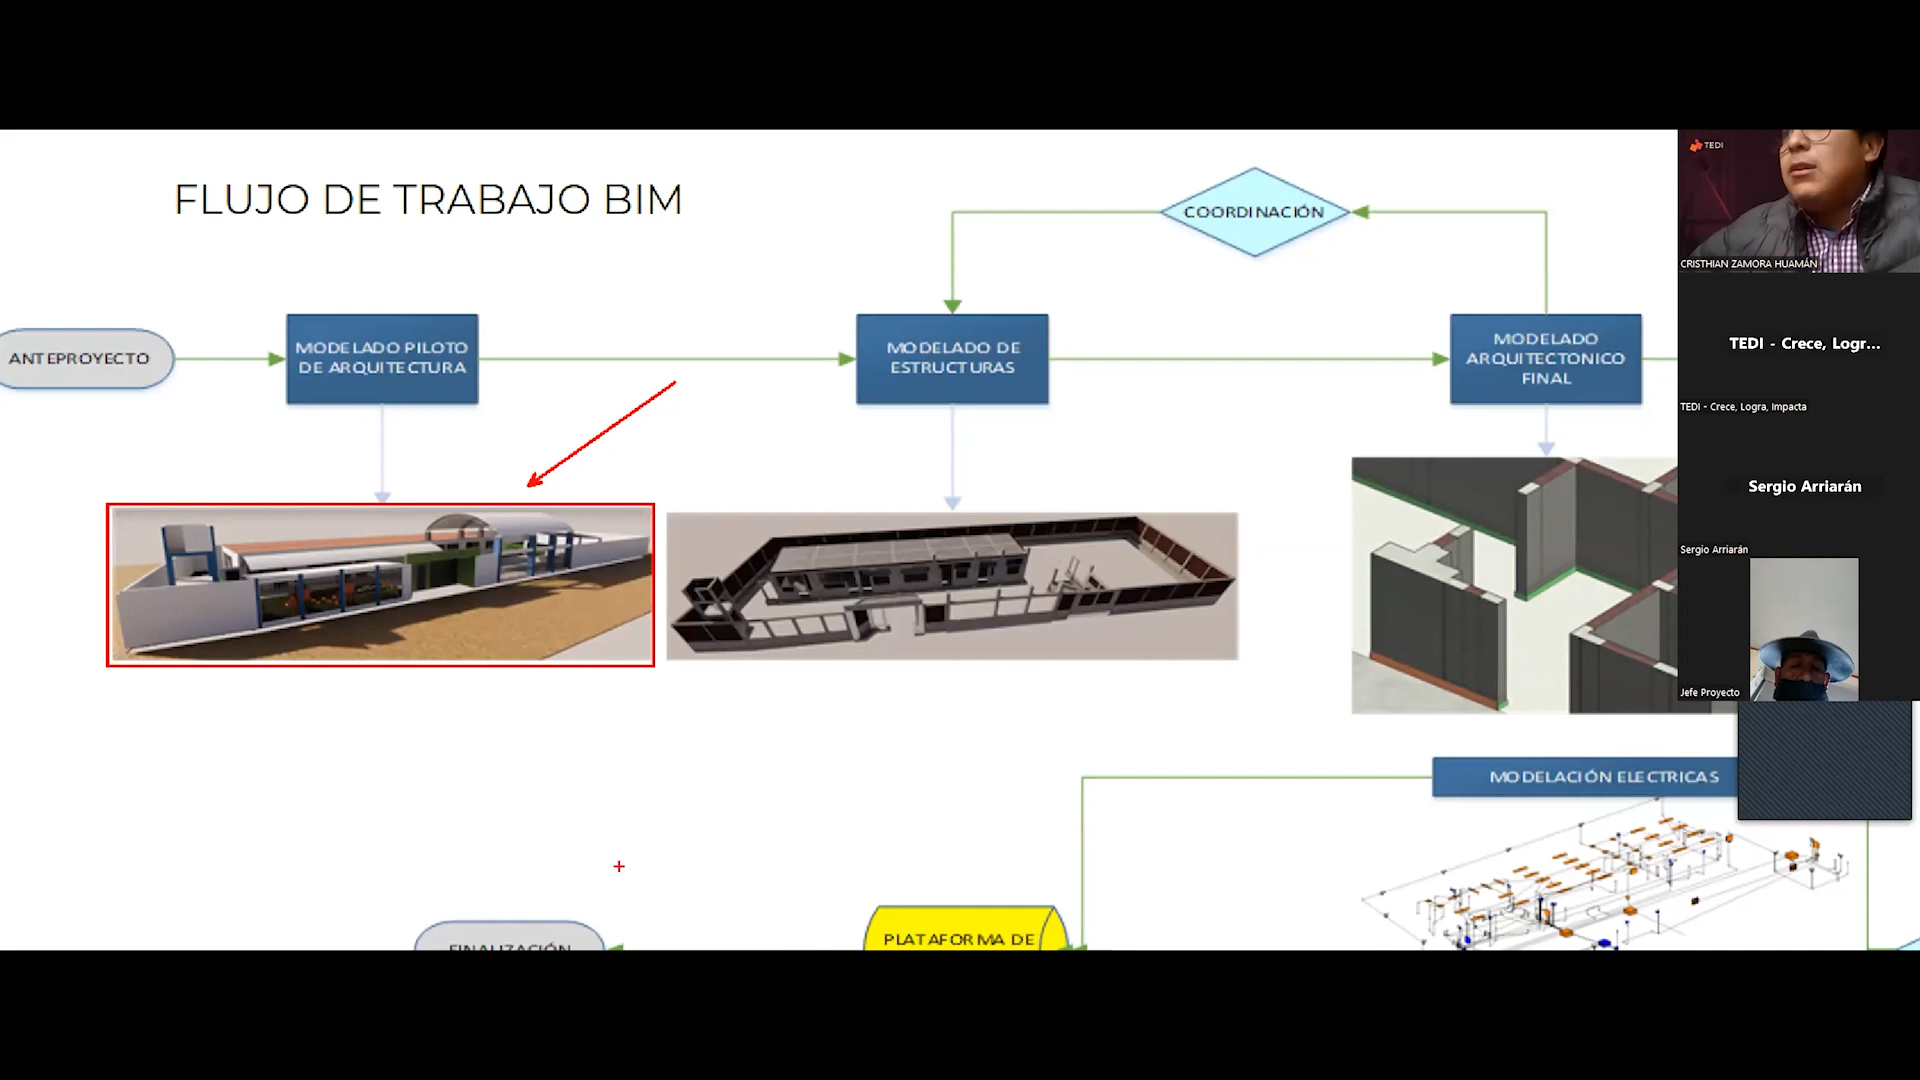 FLUJO DE TRABAJO BIM
COORDINACIÓN
ANTEPROYECTO
MODELADO PILOTO
DE ARQUITECTURA
MODELADO DE
ESTRUCTURAS
MODELADO
ARQUITECTONICO
FINAL
MODELACIÓN ELECTRICAS
PLATAFORMA DE
FINALIZACIÓN
TEDI
CRISTHIAN ZAMORA HUAMÁN
TEDI - Crece, Logr...
TEDI - Crece, Logra, Impacta
Sergio Arriarán
Sergio Arriarán
Jefe Proyecto